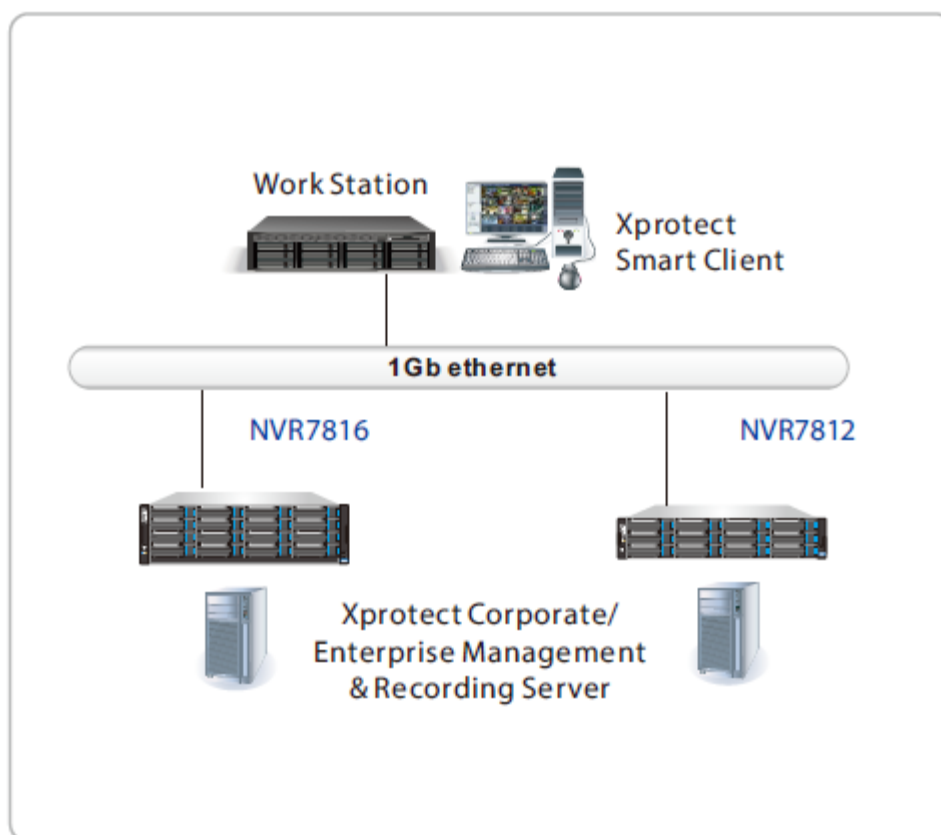 Work Station
Xprotect
Smart Client
1Gb ethernet
NVR7816
NVR7812
Xprotect Corporate/
Enterprise Management
& Recording Server